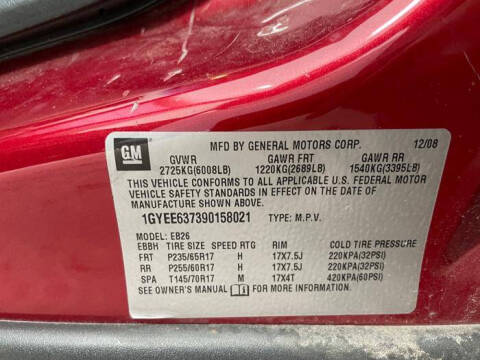 GM MFD BY GENERAL MOTORS CORP. 12/08
GVWR GAWR FRT GAWR RR
2725KG(6008LB) 1220KG(2689LB) 1540KG(3395LB)
THIS VEHICLE CONFORMS TO ALL APPLICABLE U.S. FEDERAL MOTOR
VEHICLE SAFETY STANDARDS IN EFFECT ON THE DATE OF
MANUFACTURE SHOWN ABOVE.
1GYEE637390158021 TYPE: M.P.V.
MODEL: EB26
EBBH TIRE SIZE SPEED RTG RIM COLD TIRE PRESSURE
FRT P235/65R17 H 17X7.5J 220KPA(32PSI)
RR P255/60R17 H 17X7.5J 220KPA(32PSI)
SPA T145/70R17 M 17X4T 420KPA(60PSI)
SEE OWNER'S MANUAL FOR MORE INFORMATION